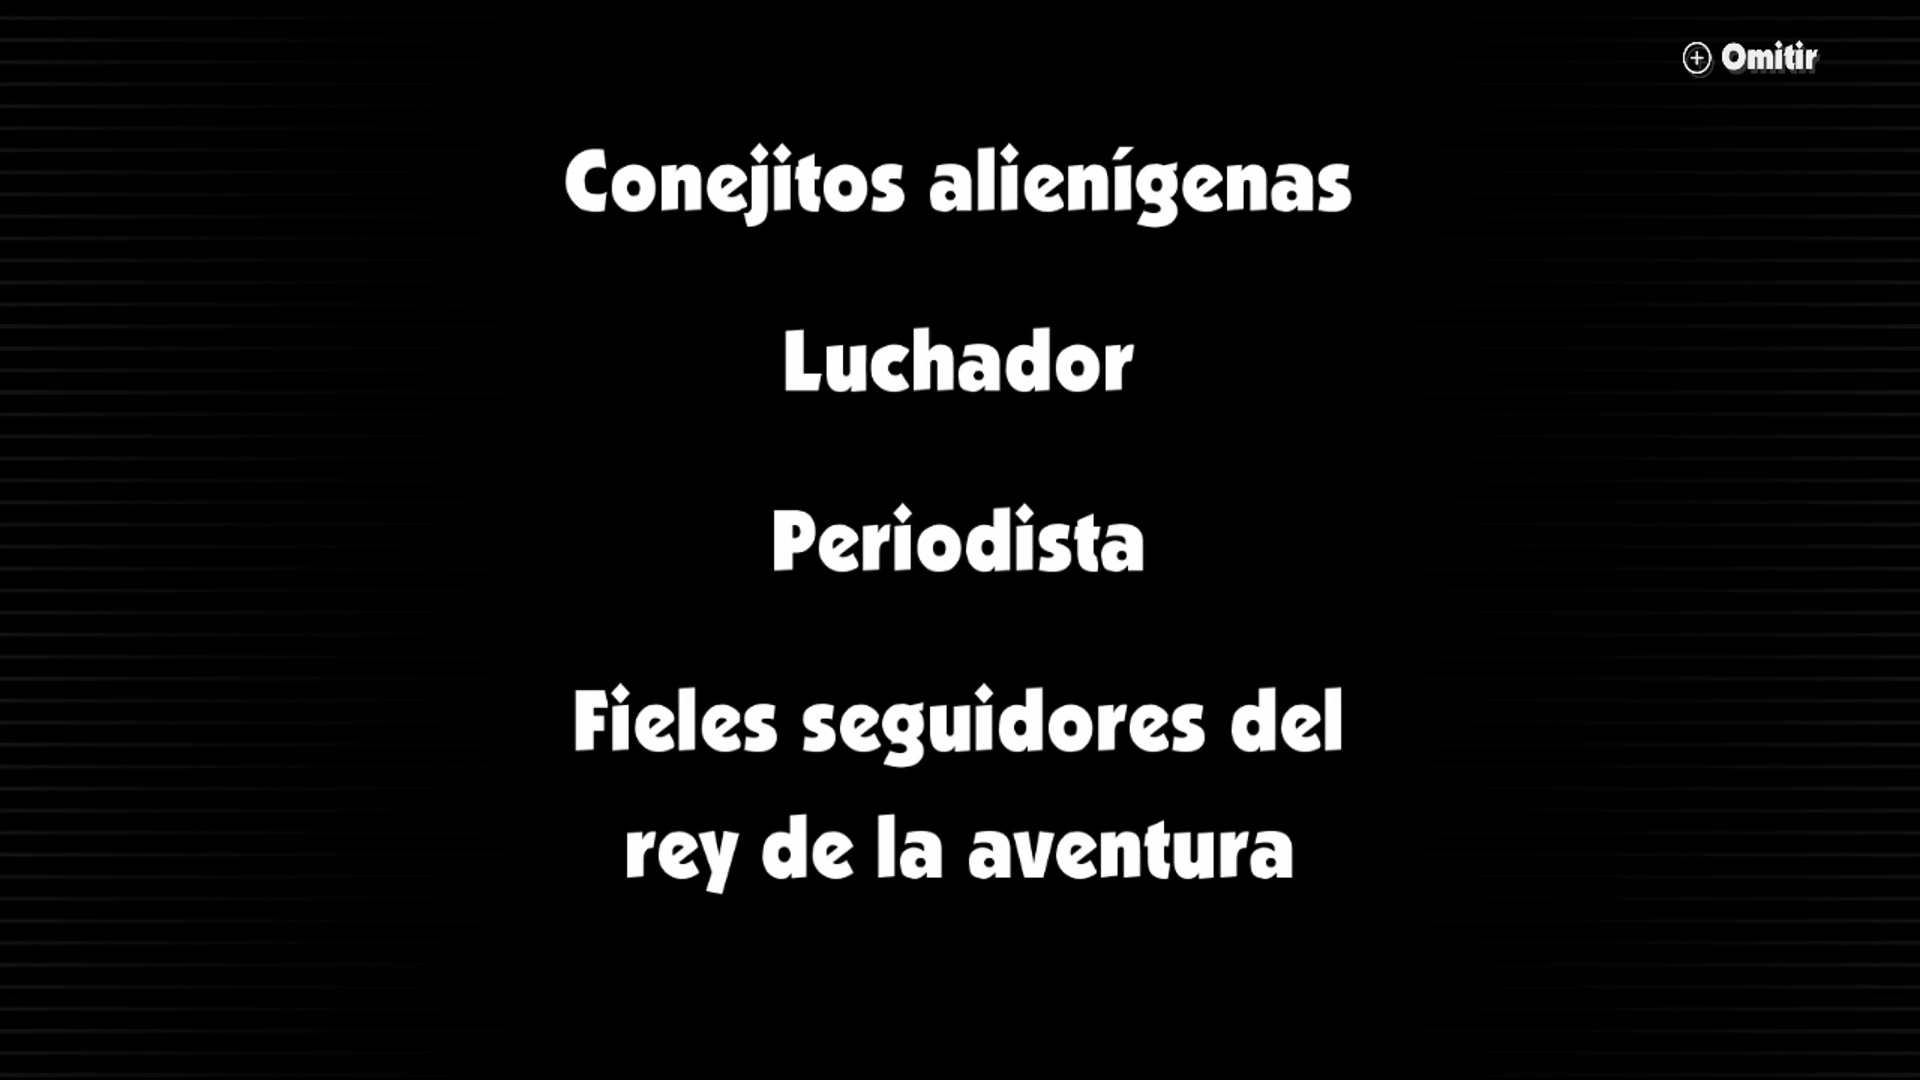 Omitir
Conejitos alienígenas
Luchador
Periodista
Fieles seguidores del
rey de la aventura